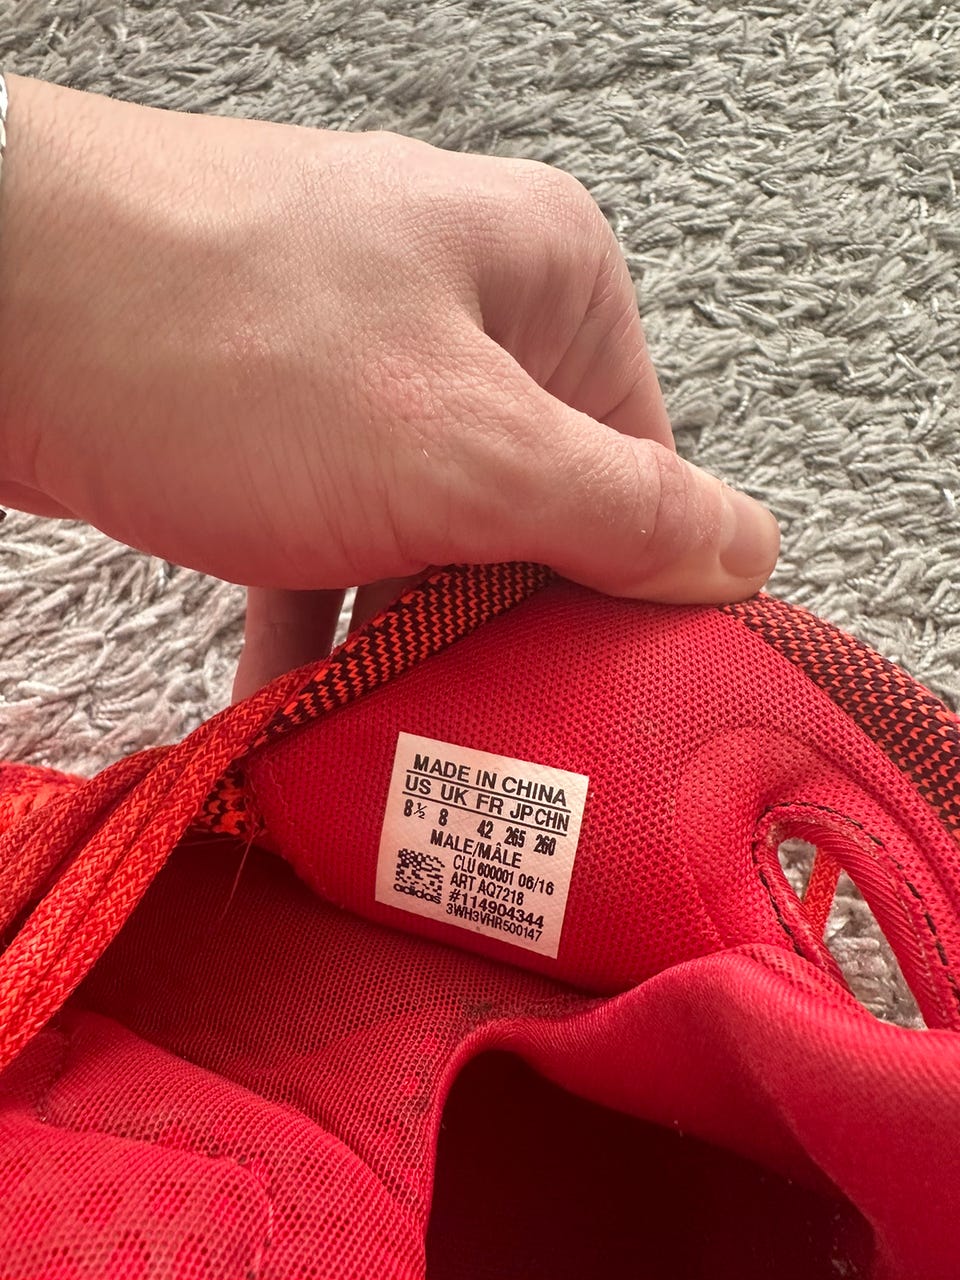 MADE IN CHINA
US UK FR JP CHN
8½ 8 42 265 260
MALE/MÂLE
CLU 600001 06/16
ART AQ7218
#114904344
3WH3VHR500147
adidas